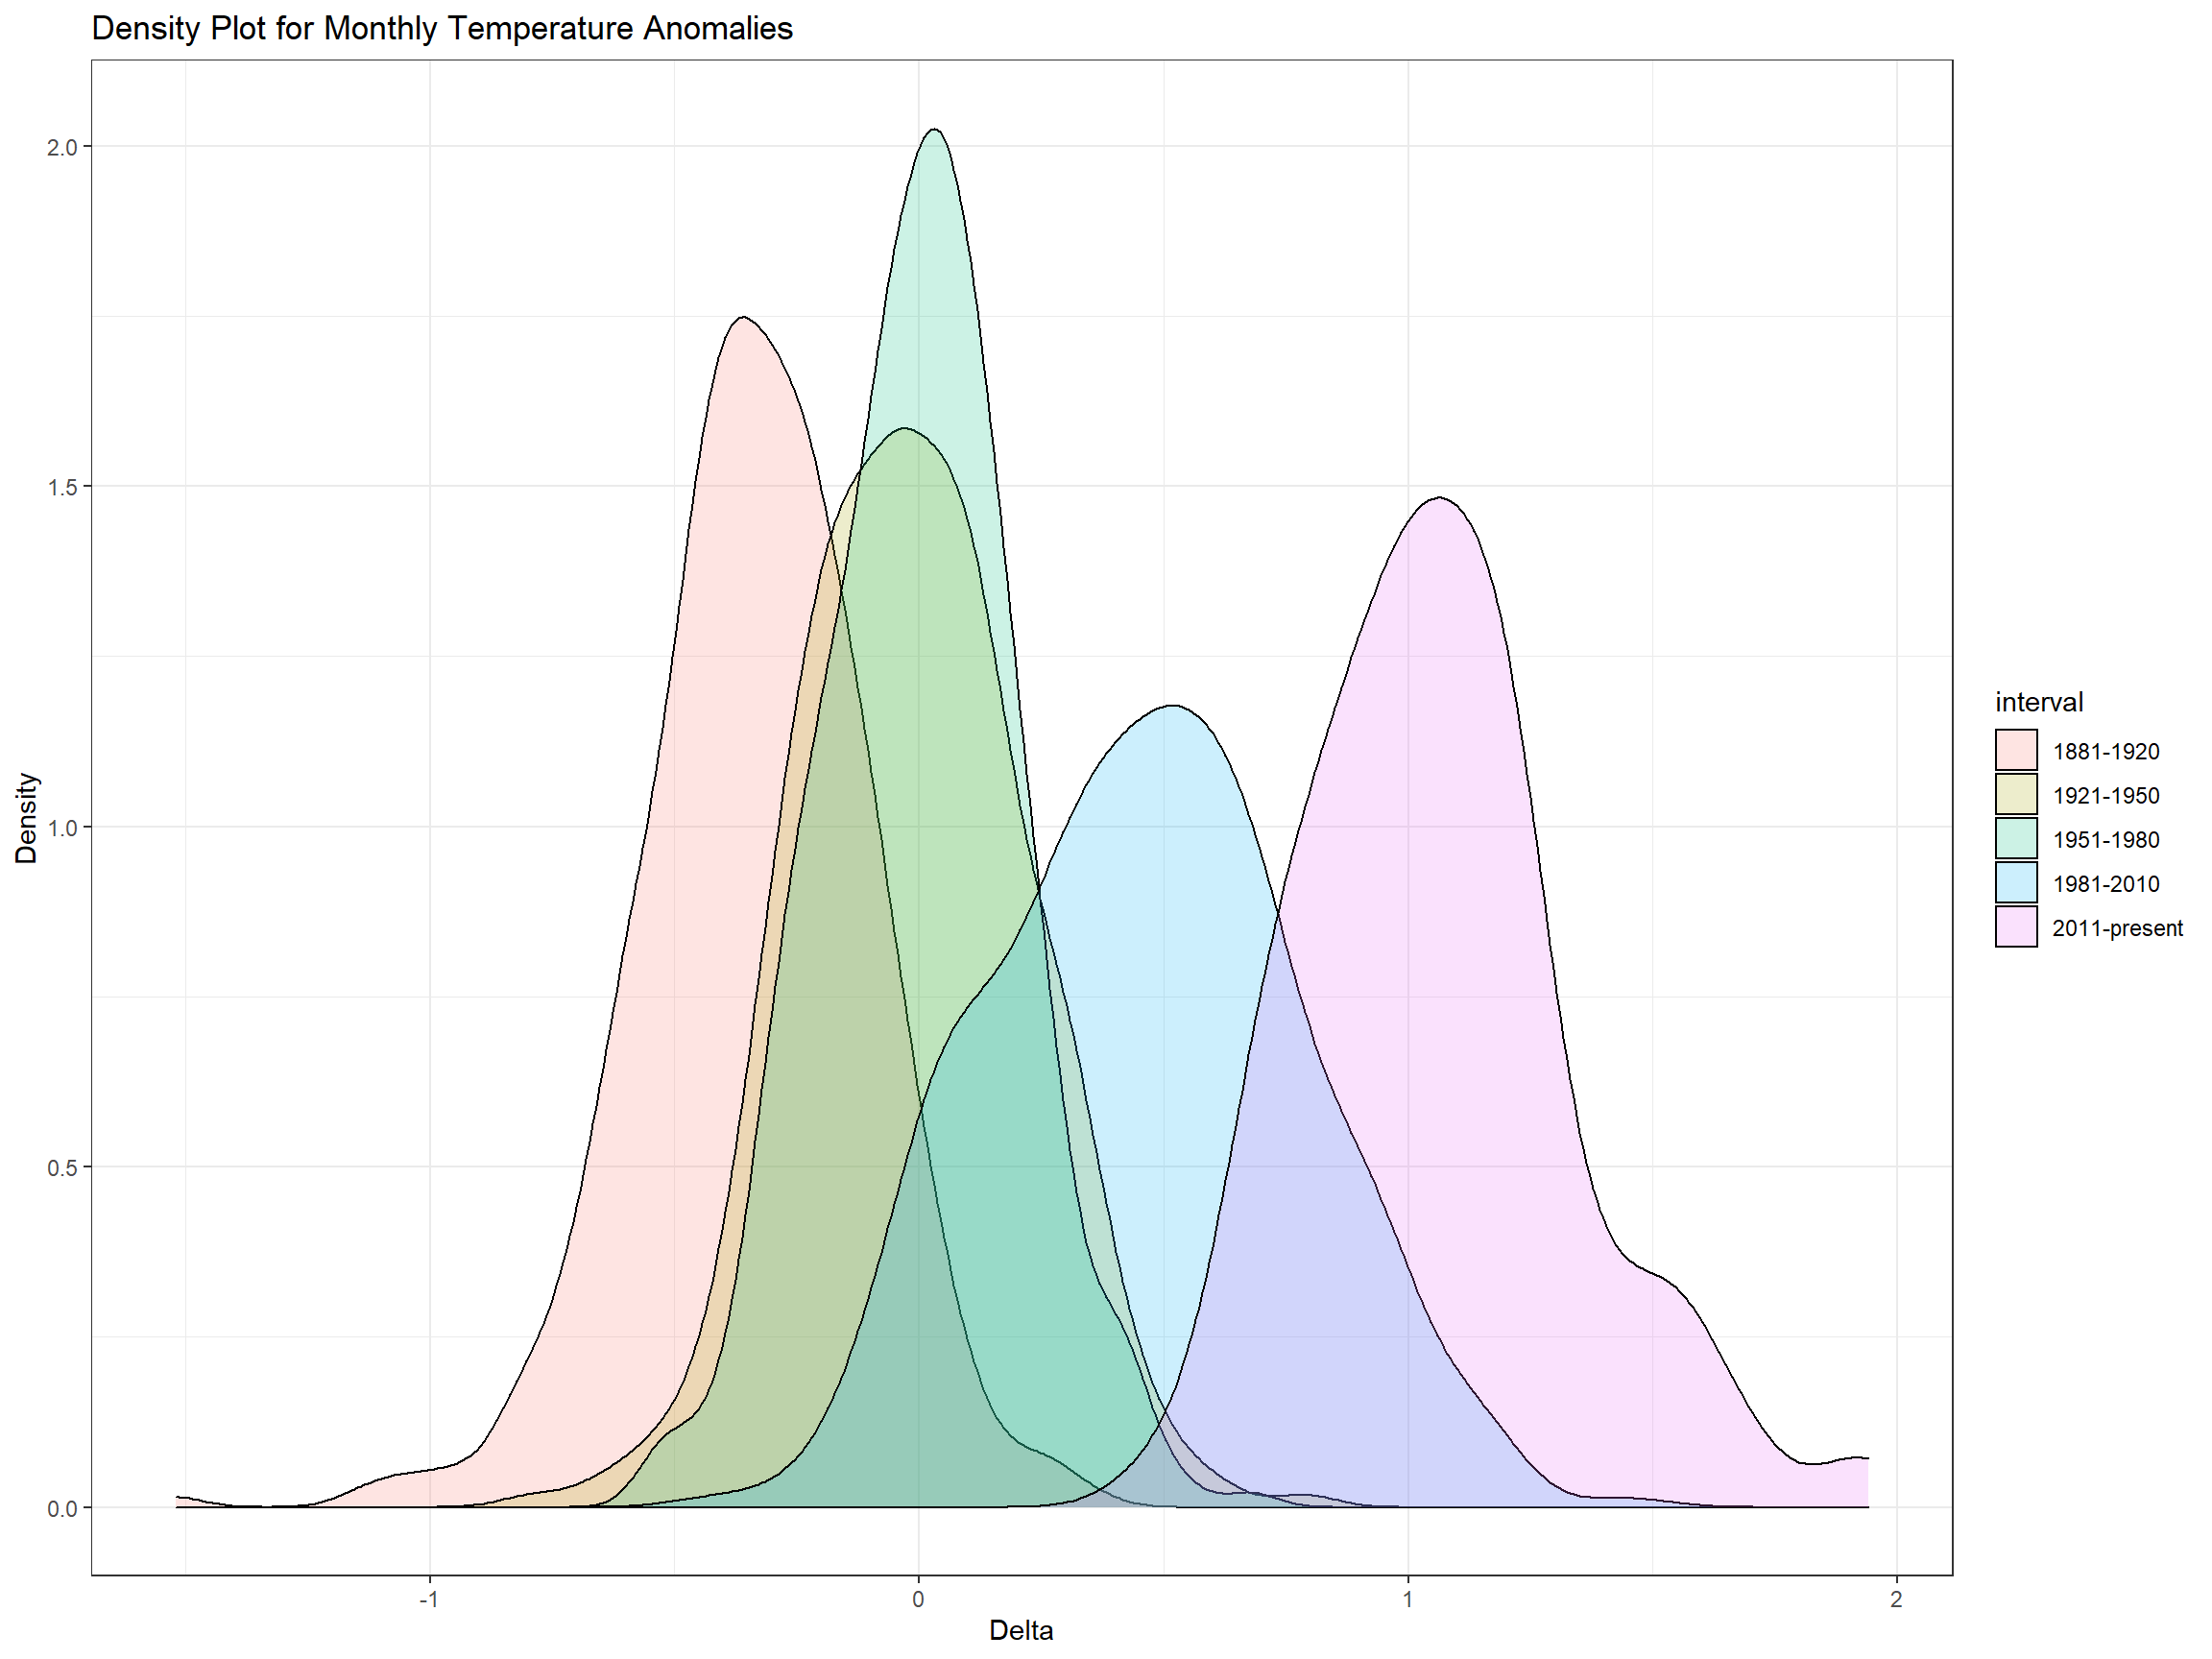 Density Plot for Monthly Temperature Anomalies
2.0
1.5
1.0
0.5
0.0
Density
-1
0
1
2
Delta
interval
1881-1920
1921-1950
1951-1980
1981-2010
2011-present